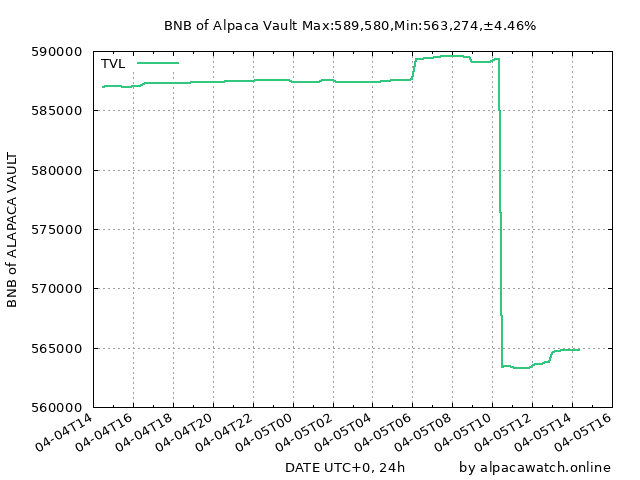 BNB of Alpaca Vault Max:589,580,Min:563,274,±4.46%
TVL
590000
585000
580000
575000
570000
565000
560000
BNB of ALAPACA VAULT
04-04T14
04-04T16
04-04T18
04-04T20
04-04T22
04-05T00
04-05T02
04-05T04
04-05T06
04-05T08
04-05T10
04-05T12
04-05T14
04-05T16
DATE UTC+0, 24h
by alpacawatch.online